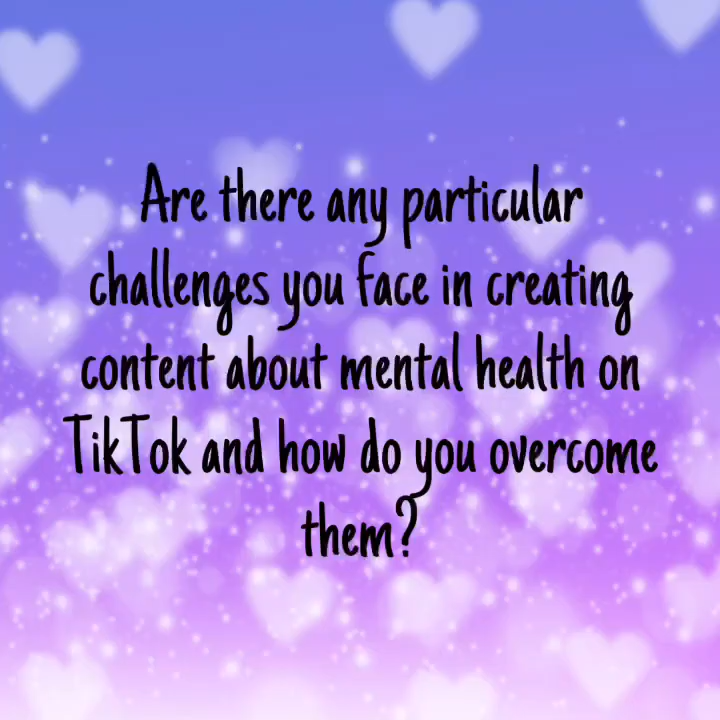 Are there any particular
challenges you face in creating
content about mental health on
TikTok and how do you overcome
them?